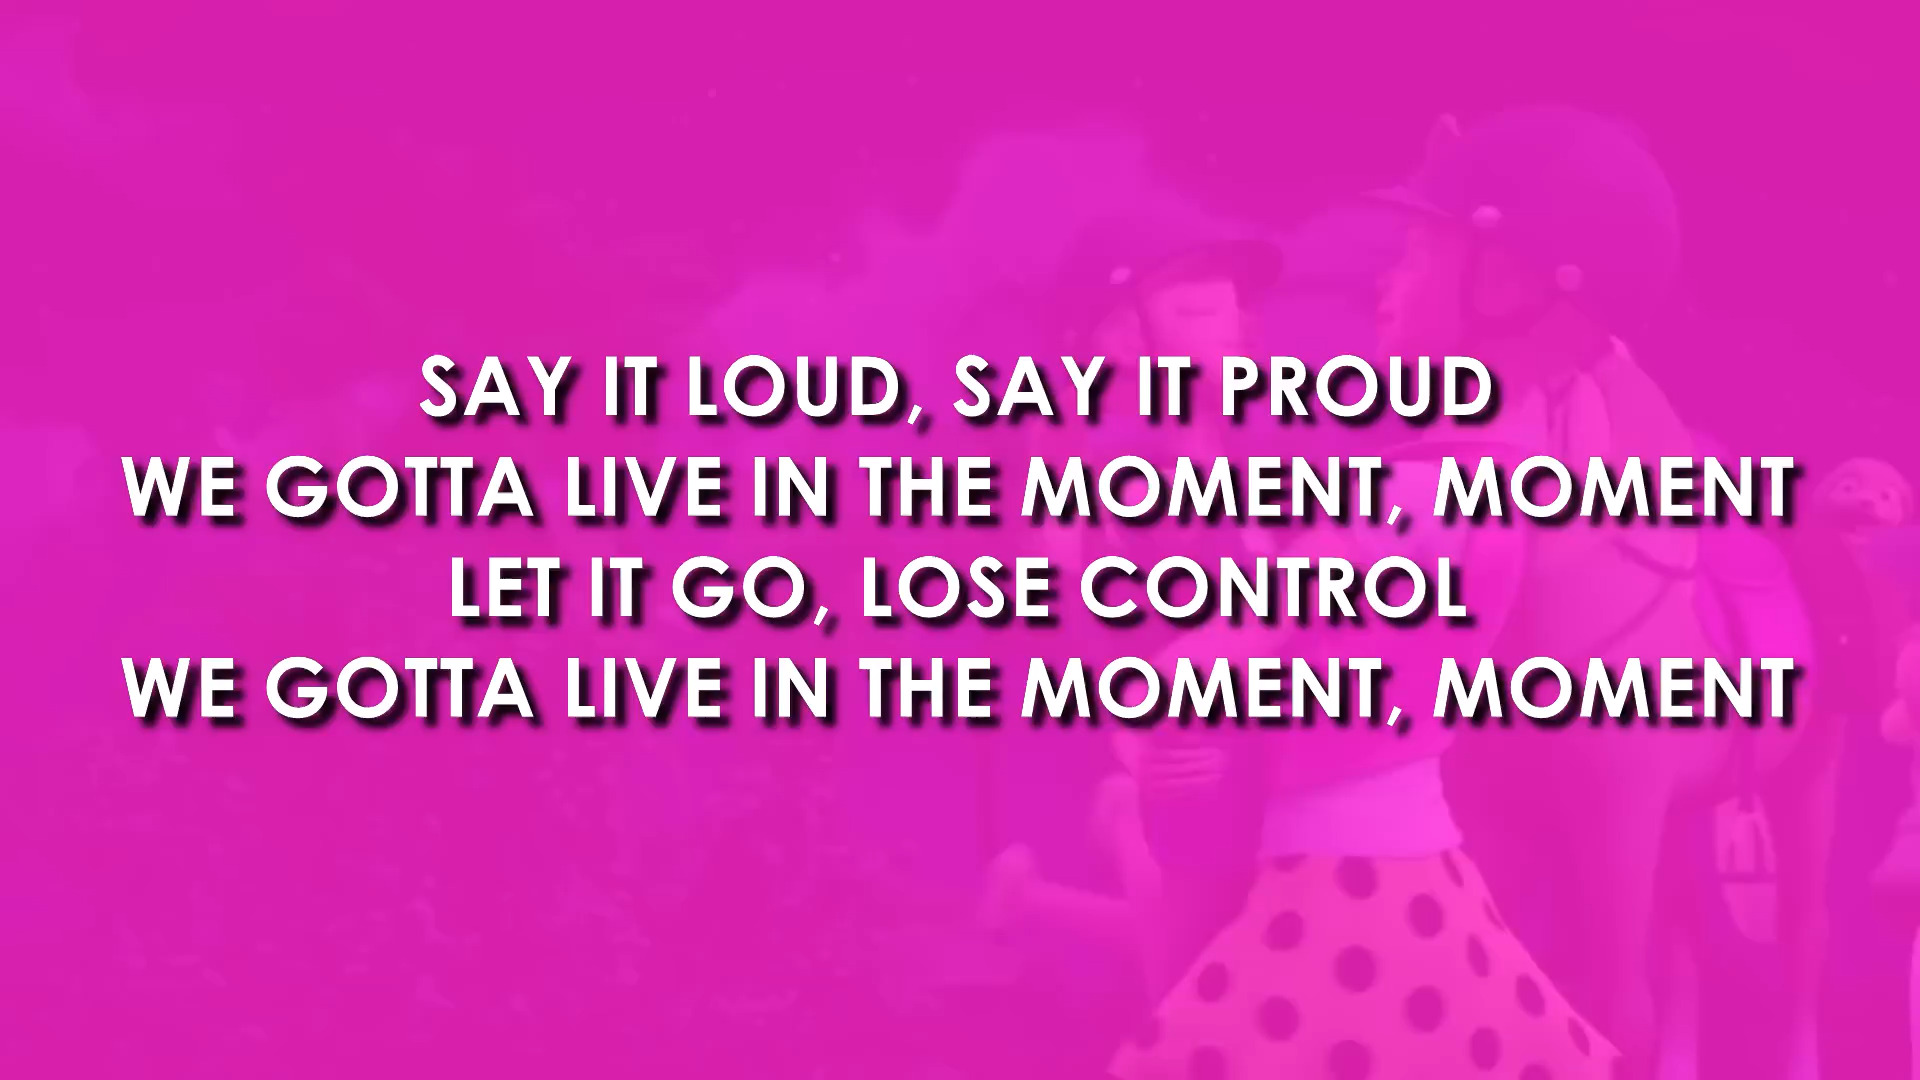 SAY IT LOUD, SAY IT PROUD
WE GOTTA LIVE IN THE MOMENT, MOMENT
LET IT GO, LOSE CONTROL
WE GOTTA LIVE IN THE MOMENT, MOMENT